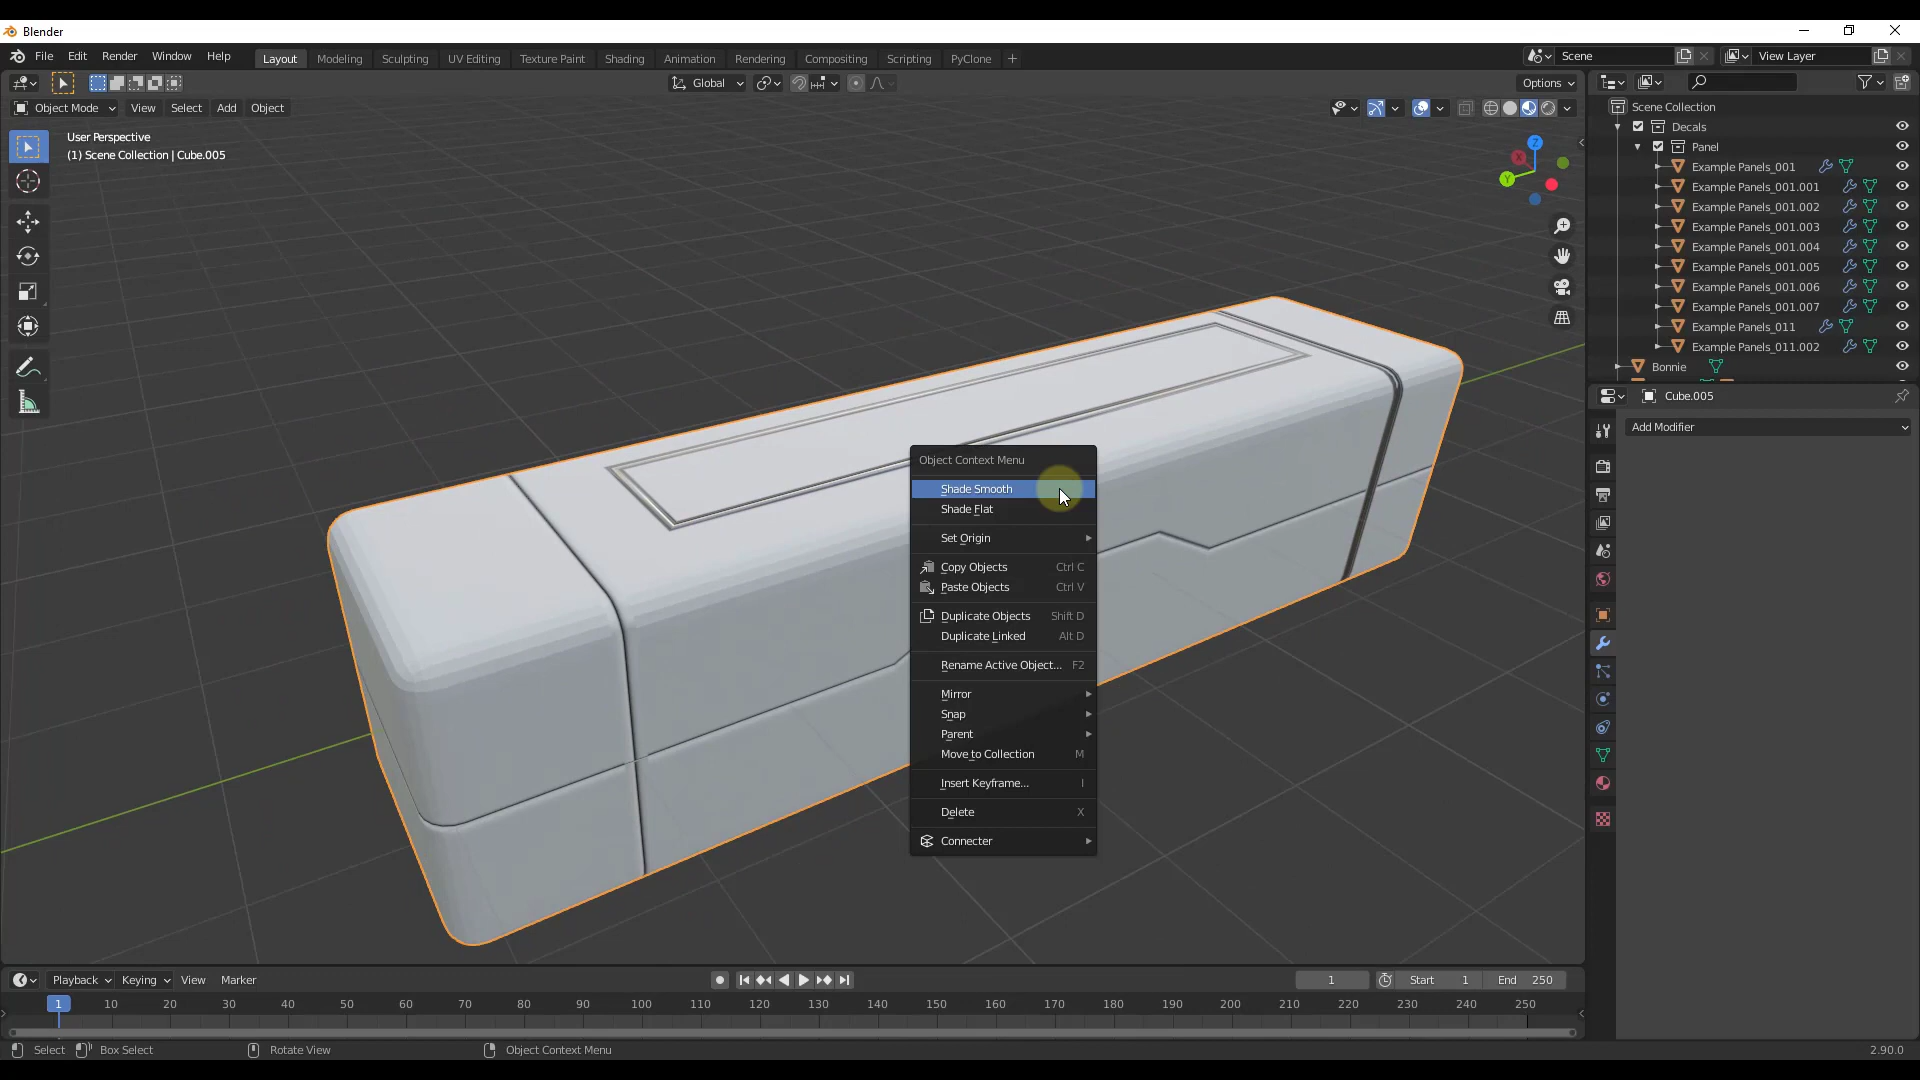 Blender
File Edit Render Window Help Layout Modeling Sculpting UV Editing Texture Paint Shading Animation Rendering Compositing Scripting PyClone + Scene View Layer
Global Options
Object Mode View Select Add Object
User Perspective
(1) Scene Collection | Cube.005
Z
X
Y
Scene Collection
Decals
Panel
Example Panels_001
Example Panels_001.001
Example Panels_001.002
Example Panels_001.003
Example Panels_001.004
Example Panels_001.005
Example Panels_001.006
Example Panels_001.007
Example Panels_011
Example Panels_011.002
Bonnie
Cube.005
Add Modifier
Object Context Menu
Shade Smooth
Shade Flat
Set Origin
Copy Objects Ctrl C
Paste Objects Ctrl V
Duplicate Objects Shift D
Duplicate Linked Alt D
Rename Active Object... F2
Mirror
Snap
Parent
Move to Collection M
Insert Keyframe... I
Delete X
Connecter
Playback Keying View Marker 1 Start 1 End 250
1 10 20 30 40 50 60 70 80 90 100 110 120 130 140 150 160 170 180 190 200 210 220 230 240 250
Select Box Select Rotate View Object Context Menu 2.90.0